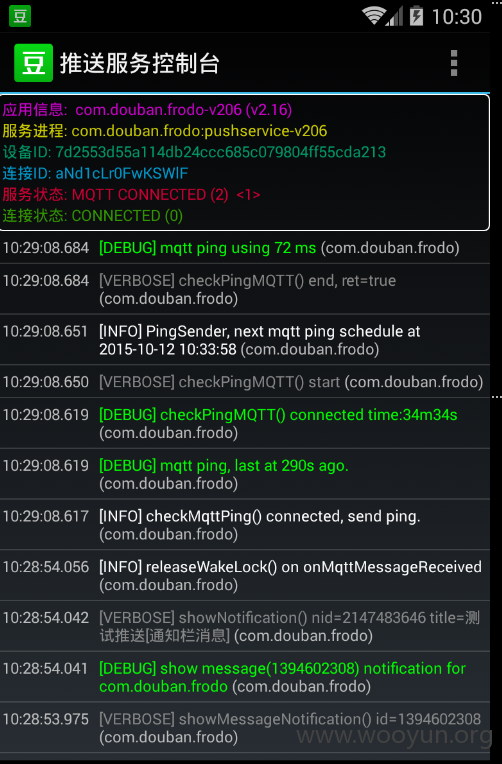 豆
10:30
豆 推送服务控制台
应用信息: com.douban.frodo-v206 (v2.16)
服务进程: com.douban.frodo:pushservice-v206
设备ID: 7d2553d55a114db24ccc685c079804ff55cda213
连接ID: aNd1cLr0FwKSWlF
服务状态: MQTT CONNECTED (2) <1>
连接状态: CONNECTED (0)
10:29:08.684 [DEBUG] mqtt ping using 72 ms (com.douban.frodo)
10:29:08.684 [VERBOSE] checkPingMQTT() end, ret=true
(com.douban.frodo)
10:29:08.651 [INFO] PingSender, next mqtt ping schedule at
2015-10-12 10:33:58 (com.douban.frodo)
10:29:08.650 [VERBOSE] checkPingMQTT() start (com.douban.frodo)
10:29:08.619 [DEBUG] checkPingMQTT() connected time:34m34s
(com.douban.frodo)
10:29:08.619 [DEBUG] mqtt ping, last at 290s ago.
(com.douban.frodo)
10:29:08.617 [INFO] checkMqttPing() connected, send ping.
(com.douban.frodo)
10:28:54.056 [INFO] releaseWakeLock() on onMqttMessageReceived
(com.douban.frodo)
10:28:54.042 [VERBOSE] showNotification() nid=2147483646 title=测
试推送[通知栏消息] (com.douban.frodo)
10:28:54.041 [DEBUG] show message(1394602308) notification for
com.douban.frodo (com.douban.frodo)
10:28:53.975 [VERBOSE] showMessageNotification() id=1394602308
(com.douban.frodo)
www.wooyun.org